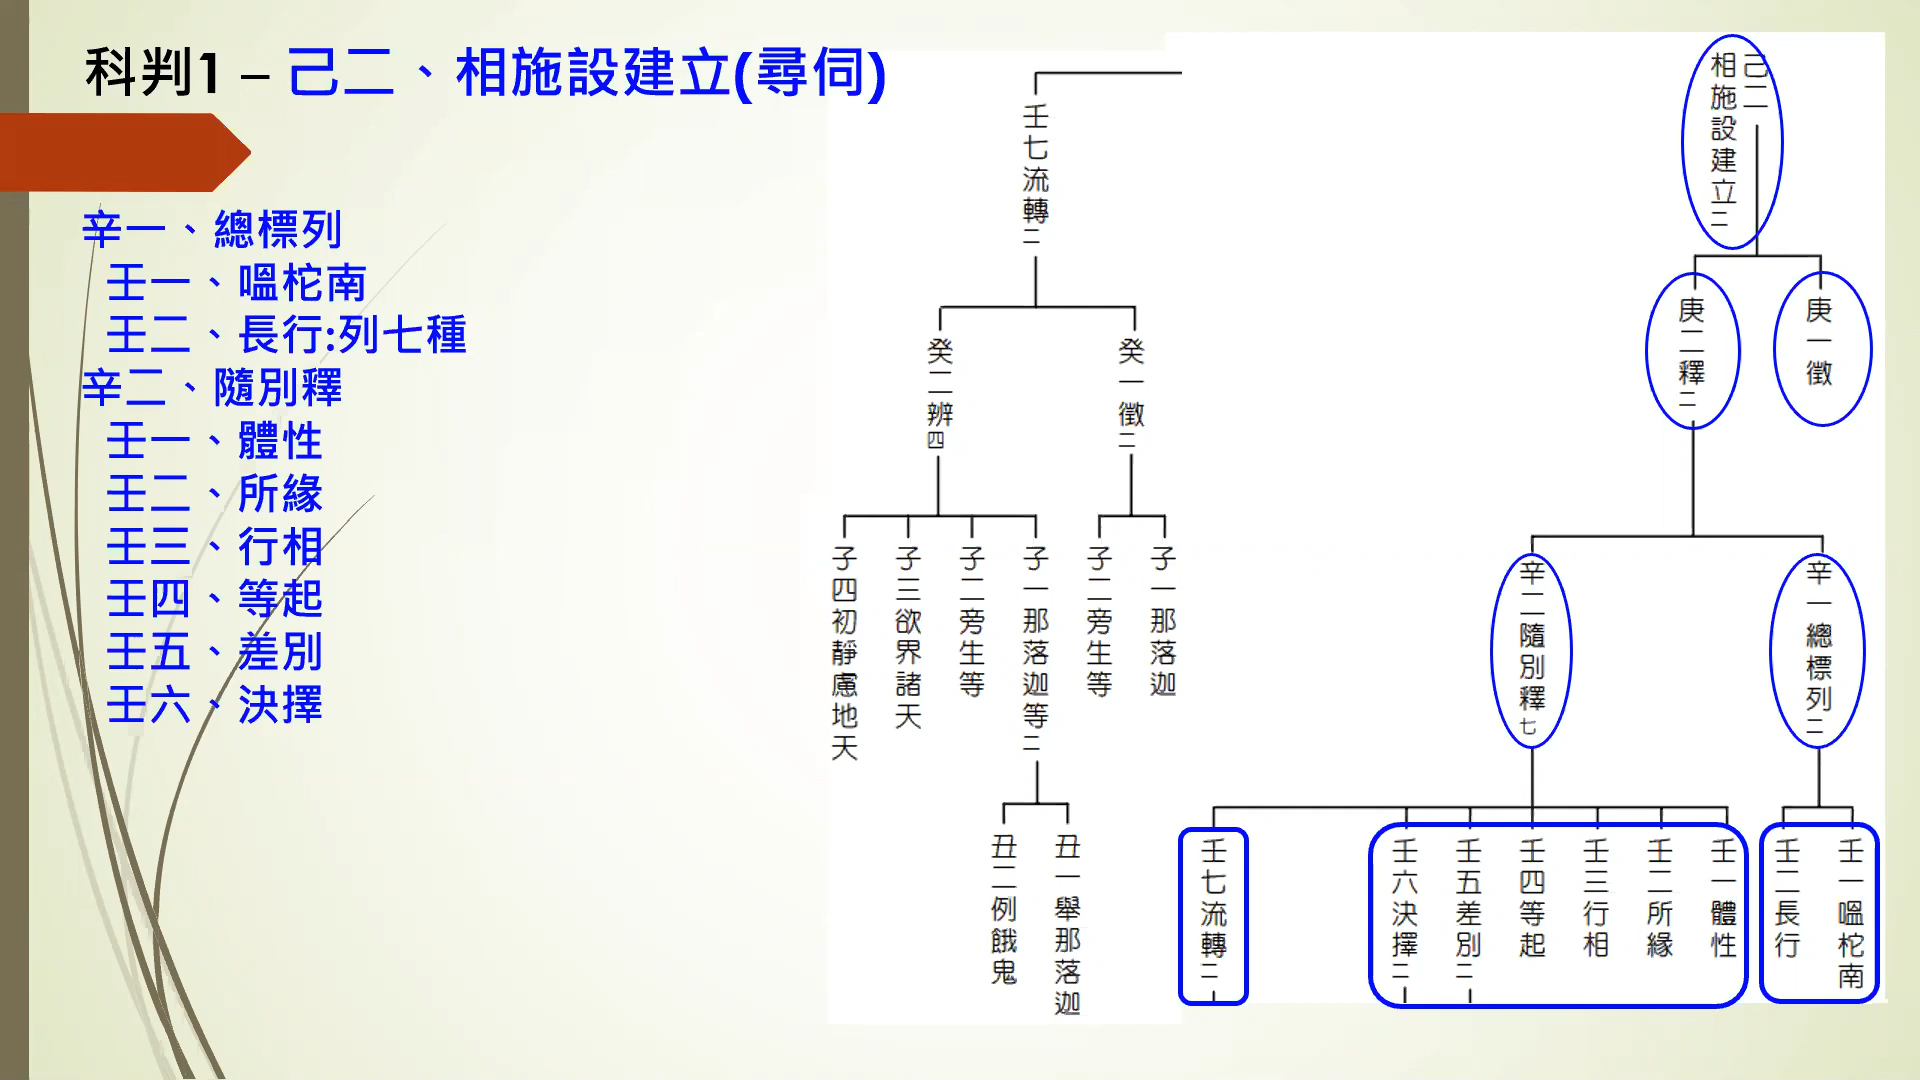 科判1 – 己二、相施設建立(尋伺)
辛一、總標列
壬一、嗢柁南
壬二、長行:列七種
辛二、隨別釋
壬一、體性
壬二、所緣
壬三、行相
壬四、等起
壬五、差別
壬六、決擇
己二
相施設建立二
庚一徵
庚二釋二
辛一總標列二
辛二隨別釋七
壬一嗢柁南
壬二長行
壬一體性
壬二所緣
壬三行相
壬四等起
壬五差別二
壬六決擇二
壬七流轉二
壬七流轉二
癸一徵二
癸二辨四
子一那落迦
子二旁生等
子一那落迦等二
子二旁生等
子三欲界諸天
子四初靜慮地天
丑一舉那落迦
丑二例餓鬼